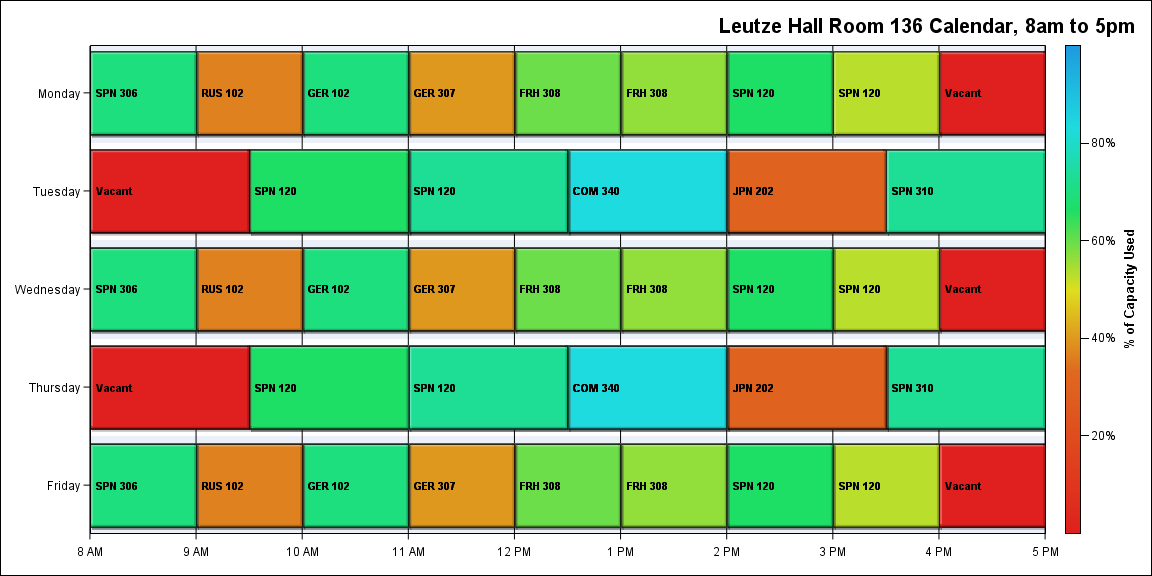 Leutze Hall Room 136 Calendar, 8am to 5pm
Monday
SPN 306
RUS 102
GER 102
GER 307
FRH 308
FRH 308
SPN 120
SPN 120
Vacant
Tuesday
Vacant
SPN 120
SPN 120
COM 340
JPN 202
SPN 310
Wednesday
SPN 306
RUS 102
GER 102
GER 307
FRH 308
FRH 308
SPN 120
SPN 120
Vacant
Thursday
Vacant
SPN 120
SPN 120
COM 340
JPN 202
SPN 310
Friday
SPN 306
RUS 102
GER 102
GER 307
FRH 308
FRH 308
SPN 120
SPN 120
Vacant
8 AM
9 AM
10 AM
11 AM
12 PM
1 PM
2 PM
3 PM
4 PM
5 PM
80%
60%
40%
20%
% of Capacity Used